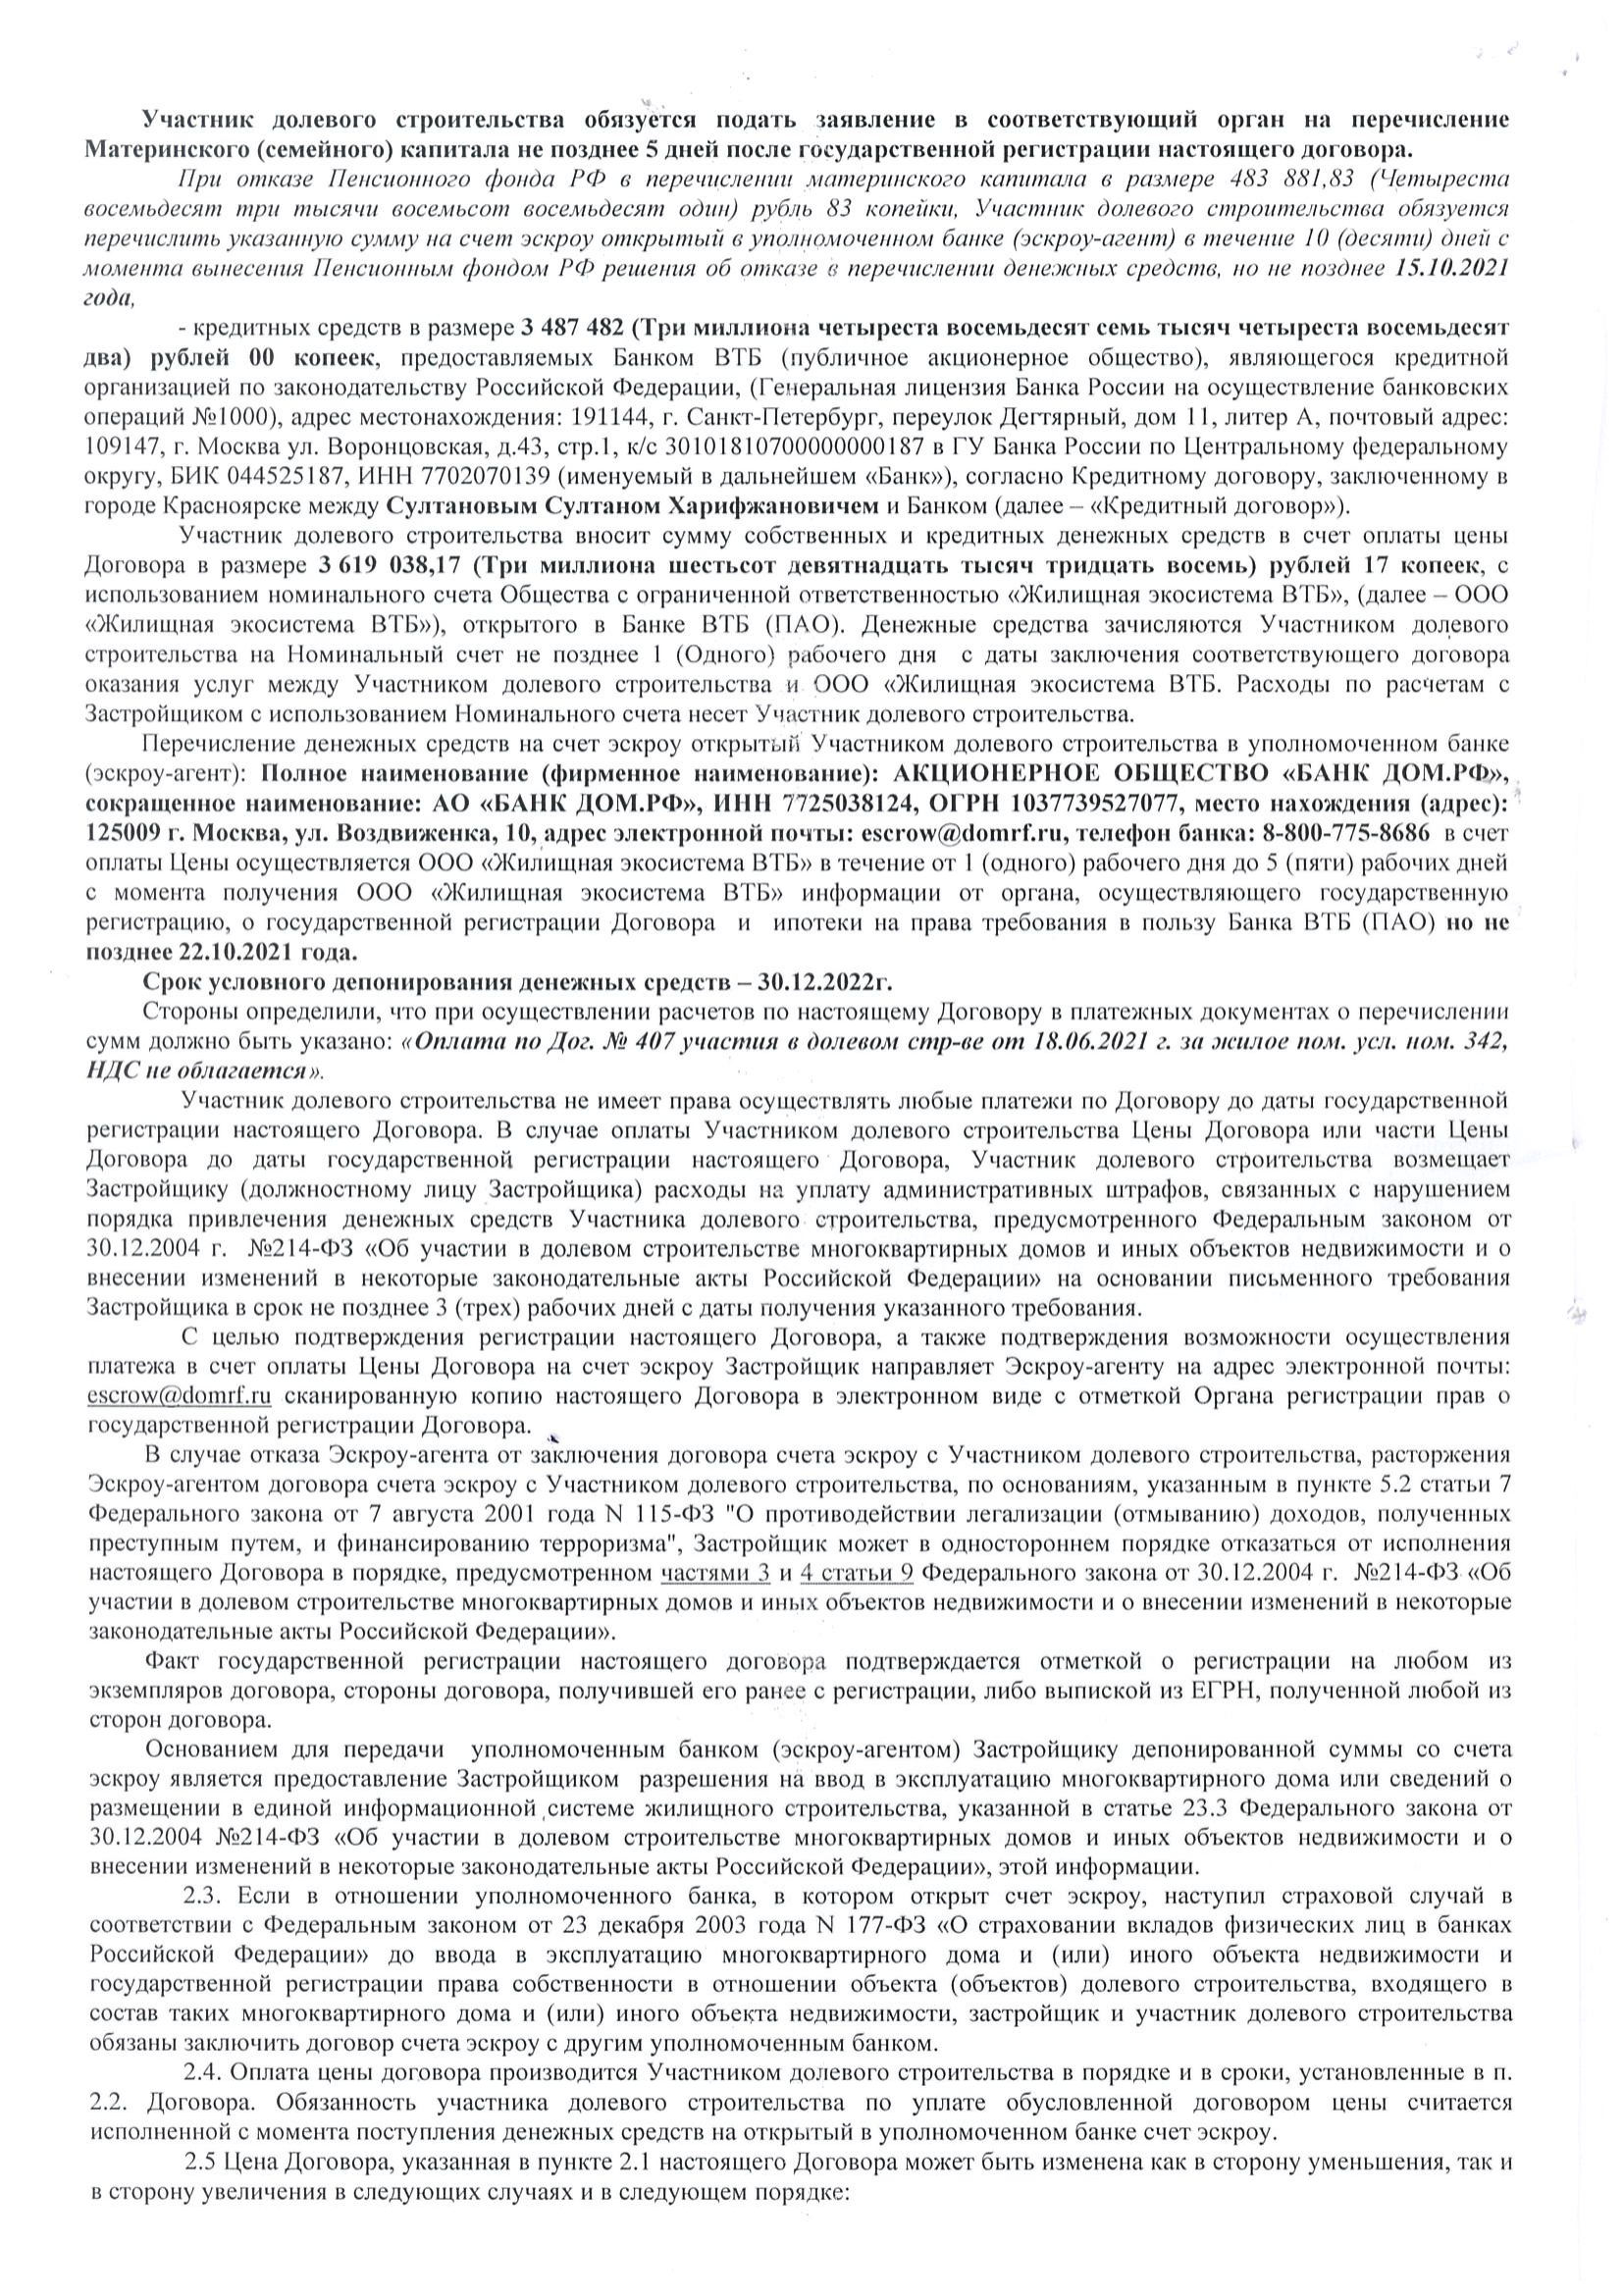 Участник долевого строительства обязуется подать заявление в соответствующий орган на перечисление
Материнского (семейного) капитала не позднее 5 дней после государственной регистрации настоящего договора.
При отказе Пенсионного фонда РФ в перечислении материнского капитала в размере 483 881,83 (Четыреста
восемьдесят три тысячи восемьсот восемьдесят один) рубль 83 копейки, Участник долевого строительства обязуется
перечислить указанную сумму на счет эскроу открытый в уполномоченном банке (эскроу-агент) в течение 10 (десяти) дней с
момента вынесения Пенсионным фондом РФ решения об отказе в перечислении денежных средств, но не позднее 15.10.2021
года,
- кредитных средств в размере 3 487 482 (Три миллиона четыреста восемьдесят семь тысяч четыреста восемьдесят
два) рублей 00 копеек, предоставляемых Банком ВТБ (публичное акционерное общество), являющегося кредитной
организацией по законодательству Российской Федерации, (Генеральная лицензия Банка России на осуществление банковских
операций №1000), адрес местонахождения: 191144, г. Санкт-Петербург, переулок Дегтярный, дом 11, литер А, почтовый адрес:
109147, г. Москва ул. Воронцовская, д.43, стр.1, к/с 30101810700000000187 в ГУ Банка России по Центральному федеральному
округу, БИК 044525187, ИНН 7702070139 (именуемый в дальнейшем «Банк»), согласно Кредитному договору, заключенному в
городе Красноярске между Султановым Султаном Харифжановичем и Банком (далее – «Кредитный договор»).
Участник долевого строительства вносит сумму собственных и кредитных денежных средств в счет оплаты цены
Договора в размере 3 619 038,17 (Три миллиона шестьсот девятнадцать тысяч тридцать восемь) рублей 17 копеек, с
использованием номинального счета Общества с ограниченной ответственностью «Жилищная экосистема ВТБ», (далее – ООО
«Жилищная экосистема ВТБ»), открытого в Банке ВТБ (ПАО). Денежные средства зачисляются Участником долевого
строительства на Номинальный счет не позднее 1 (Одного) рабочего дня с даты заключения соответствующего договора
оказания услуг между Участником долевого строительства и ООО «Жилищная экосистема ВТБ. Расходы по расчетам с
Застройщиком с использованием Номинального счета несет Участник долевого строительства.
Перечисление денежных средств на счет эскроу открытый Участником долевого строительства в уполномоченном банке
(эскроу-агент): Полное наименование (фирменное наименование): АКЦИОНЕРНОЕ ОБЩЕСТВО «БАНК ДОМ.РФ»,
сокращенное наименование: АО «БАНК ДОМ.РФ», ИНН 7725038124, ОГРН 1037739527077, место нахождения (адрес):
125009 г. Москва, ул. Воздвиженка, 10, адрес электронной почты: escrow@domrf.ru, телефон банка: 8-800-775-8686 в счет
оплаты Цены осуществляется ООО «Жилищная экосистема ВТБ» в течение от 1 (одного) рабочего дня до 5 (пяти) рабочих дней
с момента получения ООО «Жилищная экосистема ВТБ» информации от органа, осуществляющего государственную
регистрацию, о государственной регистрации Договора и ипотеки на права требования в пользу Банка ВТБ (ПАО) но не
позднее 22.10.2021 года.
Срок условного депонирования денежных средств – 30.12.2022г.
Стороны определили, что при осуществлении расчетов по настоящему Договору в платежных документах о перечислении
сумм должно быть указано: «Оплата по Дог. № 407 участия в долевом стр-ве от 18.06.2021 г. за жилое пом. усл. ном. 342,
НДС не облагается».
Участник долевого строительства не имеет права осуществлять любые платежи по Договору до даты государственной
регистрации настоящего Договора. В случае оплаты Участником долевого строительства Цены Договора или части Цены
Договора до даты государственной регистрации настоящего Договора, Участник долевого строительства возмещает
Застройщику (должностному лицу Застройщика) расходы на уплату административных штрафов, связанных с нарушением
порядка привлечения денежных средств Участника долевого строительства, предусмотренного Федеральным законом от
30.12.2004 г. №214-ФЗ «Об участии в долевом строительстве многоквартирных домов и иных объектов недвижимости и о
внесении изменений в некоторые законодательные акты Российской Федерации» на основании письменного требования
Застройщика в срок не позднее 3 (трех) рабочих дней с даты получения указанного требования.
С целью подтверждения регистрации настоящего Договора, а также подтверждения возможности осуществления
платежа в счет оплаты Цены Договора на счет эскроу Застройщик направляет Эскроу-агенту на адрес электронной почты:
escrow@domrf.ru сканированную копию настоящего Договора в электронном виде с отметкой Органа регистрации прав о
государственной регистрации Договора.
В случае отказа Эскроу-агента от заключения договора счета эскроу с Участником долевого строительства, расторжения
Эскроу-агентом договора счета эскроу с Участником долевого строительства, по основаниям, указанным в пункте 5.2 статьи 7
Федерального закона от 7 августа 2001 года N 115-ФЗ "О противодействии легализации (отмыванию) доходов, полученных
преступным путем, и финансированию терроризма", Застройщик может в одностороннем порядке отказаться от исполнения
настоящего Договора в порядке, предусмотренном частями 3 и 4 статьи 9 Федерального закона от 30.12.2004 г. №214-ФЗ «Об
участии в долевом строительстве многоквартирных домов и иных объектов недвижимости и о внесении изменений в некоторые
законодательные акты Российской Федерации».
Факт государственной регистрации настоящего договора подтверждается отметкой о регистрации на любом из
экземпляров договора, стороны договора, получившей его ранее с регистрации, либо выпиской из ЕГРН, полученной любой из
сторон договора.
Основанием для передачи уполномоченным банком (эскроу-агентом) Застройщику депонированной суммы со счета
эскроу является предоставление Застройщиком разрешения на ввод в эксплуатацию многоквартирного дома или сведений о
размещении в единой информационной системе жилищного строительства, указанной в статье 23.3 Федерального закона от
30.12.2004 №214-ФЗ «Об участии в долевом строительстве многоквартирных домов и иных объектов недвижимости и о
внесении изменений в некоторые законодательные акты Российской Федерации», этой информации.
2.3. Если в отношении уполномоченного банка, в котором открыт счет эскроу, наступил страховой случай в
соответствии с Федеральным законом от 23 декабря 2003 года N 177-ФЗ «О страховании вкладов физических лиц в банках
Российской Федерации» до ввода в эксплуатацию многоквартирного дома и (или) иного объекта недвижимости и
государственной регистрации права собственности в отношении объекта (объектов) долевого строительства, входящего в
состав таких многоквартирного дома и (или) иного объекта недвижимости, застройщик и участник долевого строительства
обязаны заключить договор счета эскроу с другим уполномоченным банком.
2.4. Оплата цены договора производится Участником долевого строительства в порядке и в сроки, установленные в п.
2.2. Договора. Обязанность участника долевого строительства по уплате обусловленной договором цены считается
исполненной с момента поступления денежных средств на открытый в уполномоченном банке счет эскроу.
2.5 Цена Договора, указанная в пункте 2.1 настоящего Договора может быть изменена как в сторону уменьшения, так и
в сторону увеличения в следующих случаях и в следующем порядке: